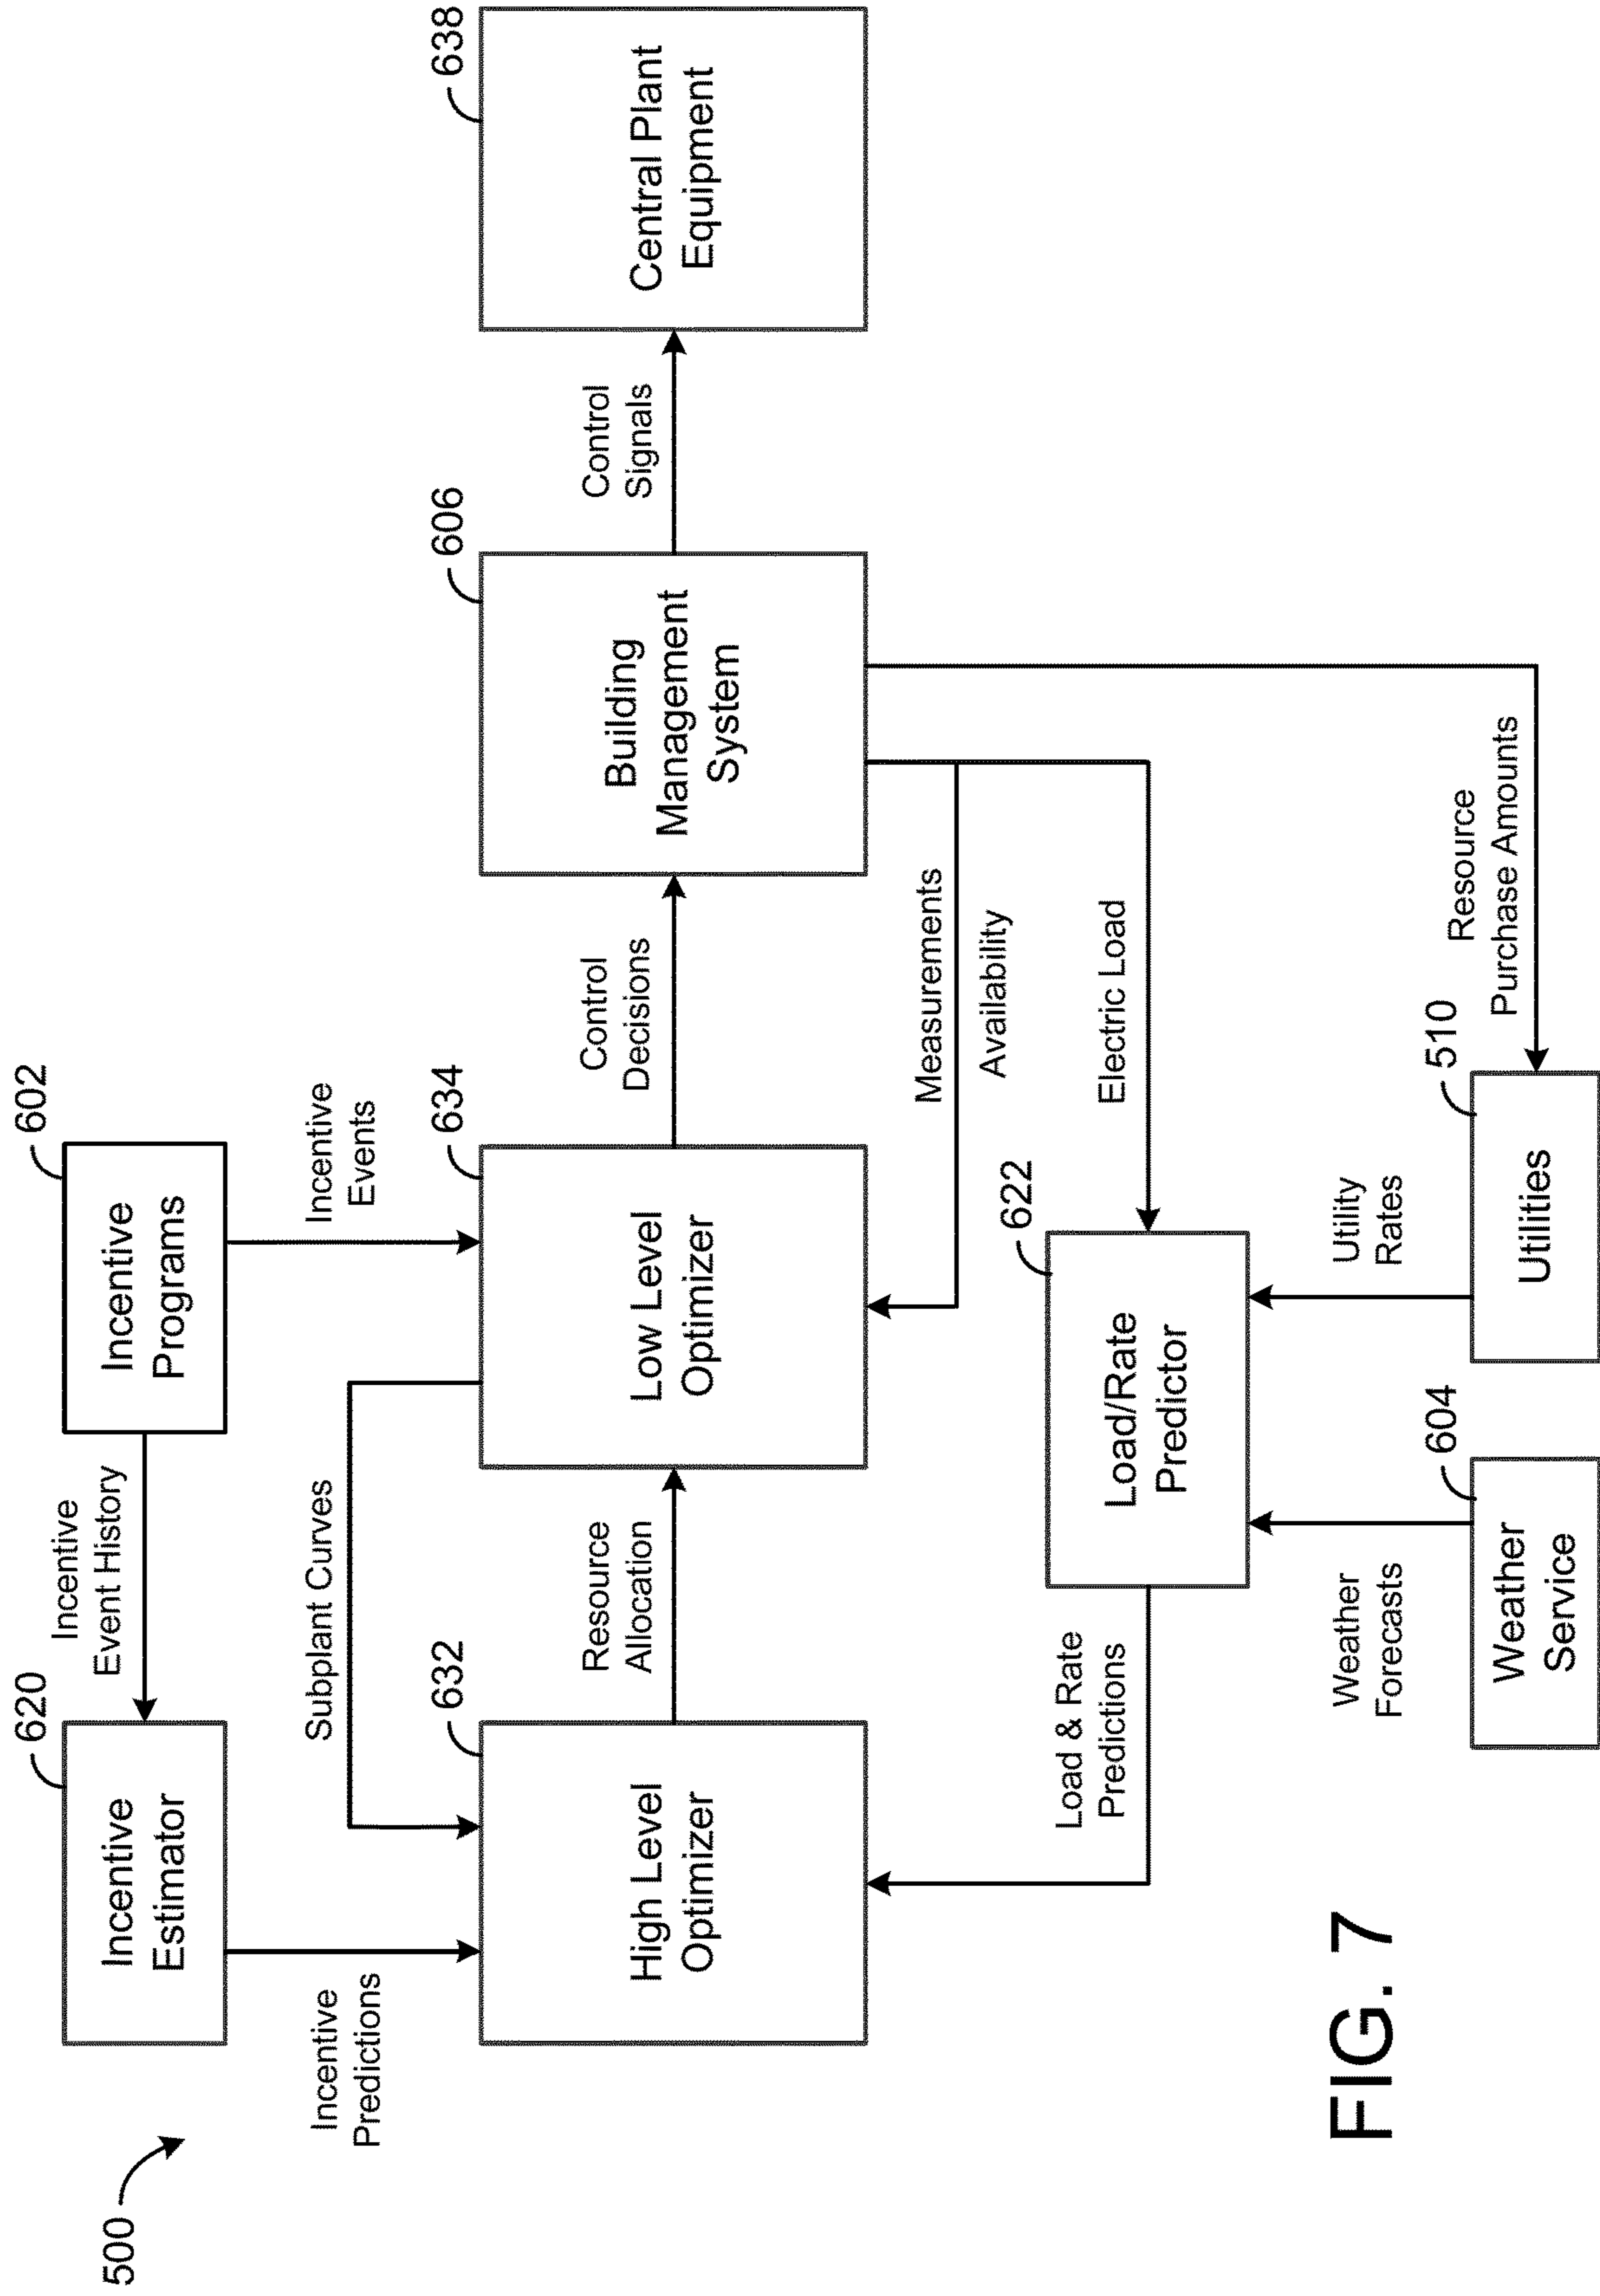 500
620
Incentive
Estimator
Incentive
Event History
602
Incentive
Programs
Incentive
Predictions
Subplant Curves
Incentive
Events
632
High Level
Optimizer
Resource
Allocation
634
Low Level
Optimizer
Control
Decisions
606
Building
Management
System
Control
Signals
638
Central Plant
Equipment
Measurements
Availability
Load & Rate
Predictions
622
Load/Rate
Predictor
Electric Load
Weather
Forecasts
Utility
Rates
Resource
Purchase Amounts
604
Weather
Service
510
Utilities
FIG. 7